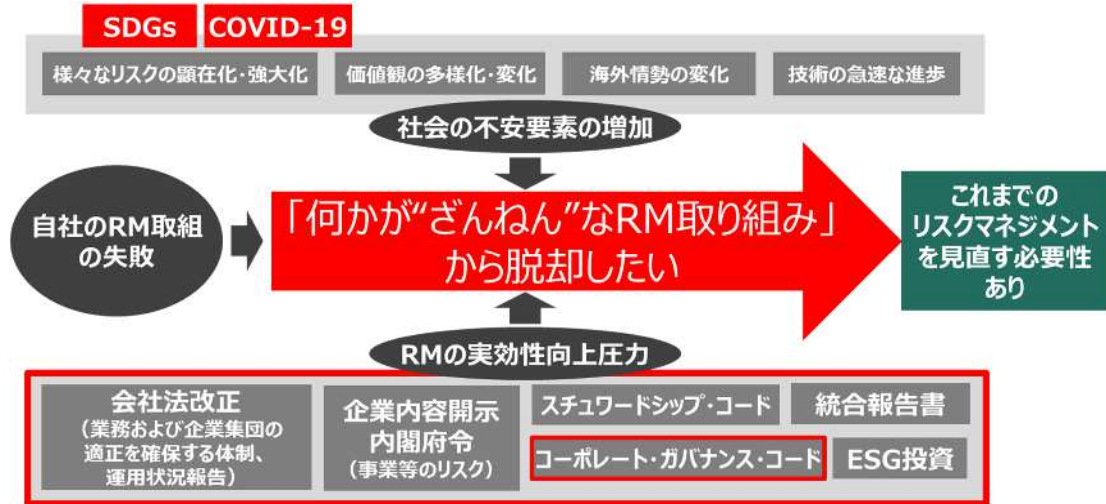 SDGs
COVID-19
様々なリスクの顕在化・強大化
価値観の多様化・変化
海外情勢の変化
技術の急速な進歩
社会の不安要素の増加
自社のRM取組
の失敗
「何かが“ざんねん”なRM取り組み」
から脱却したい
これまでの
リスクマネジメント
を見直す必要性
あり
RMの実効性向上圧力
会社法改正
（業務および企業集団の
適正を確保する体制、
運用状況報告）
企業内容開示
内閣府令
（事業等のリスク）
スチュワードシップ・コード
統合報告書
コーポレート・ガバナンス・コード
ESG投資